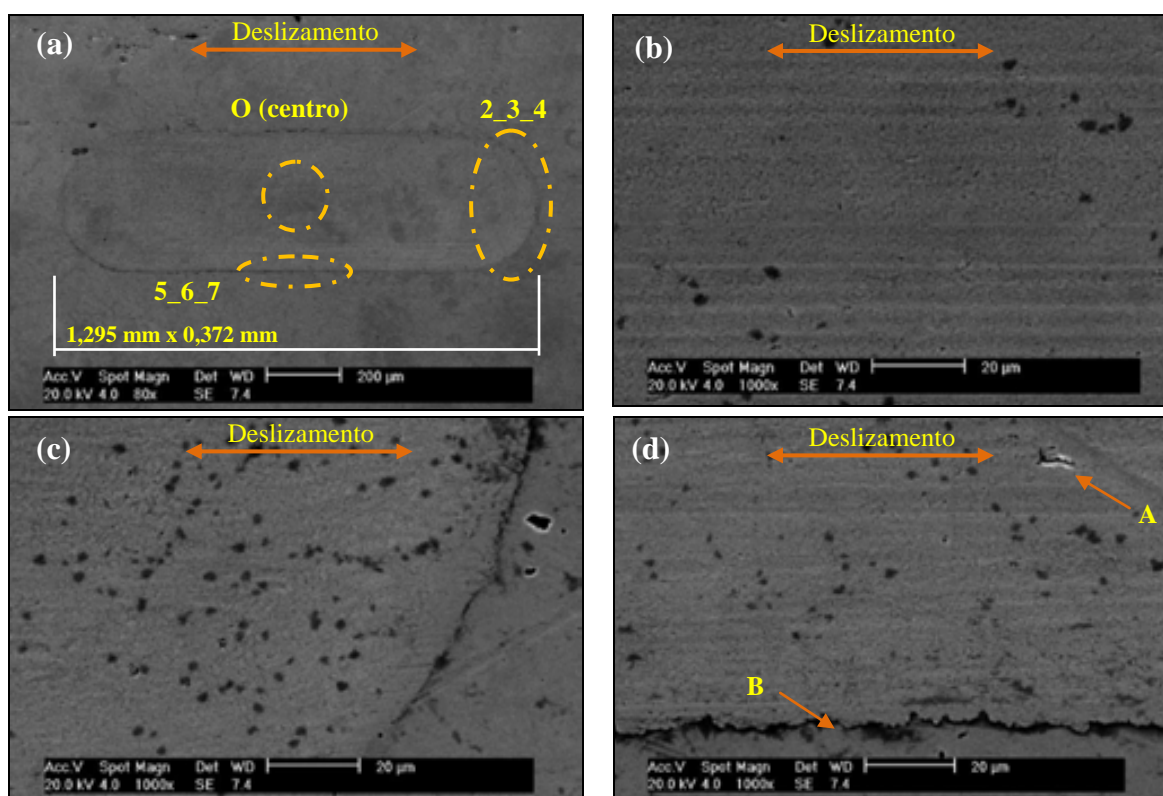 (a)
Deslizamento
O (centro)
2_3_4
5_6_7
1,295 mm x 0,372 mm
Acc.V Spot Magn Det WD 200 µm
20.0 kV 4.0 80x SE 7.4
(b)
Deslizamento
Acc.V Spot Magn Det WD 20 µm
20.0 kV 4.0 1000x SE 7.4
(c)
Deslizamento
Acc.V Spot Magn Det WD 20 µm
20.0 kV 4.0 1000x SE 7.4
(d)
Deslizamento
A
B
Acc.V Spot Magn Det WD 20 µm
20.0 kV 4.0 1000x SE 7.4